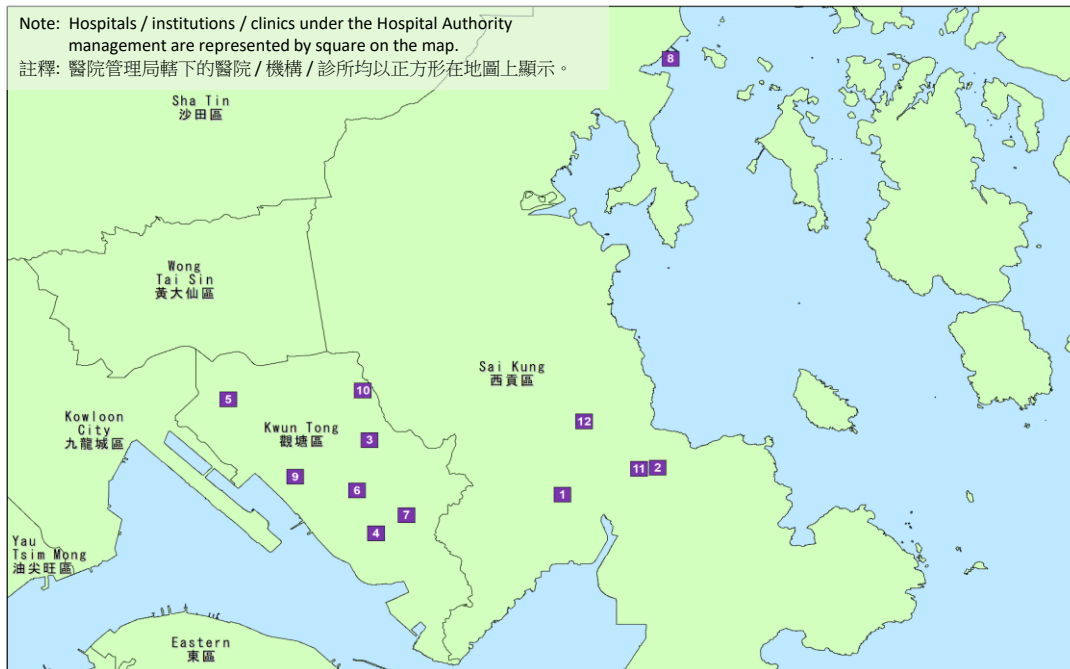 Note: Hospitals / institutions / clinics under the Hospital Authority
management are represented by square on the map.
註釋: 醫院管理局轄下的醫院 / 機構 / 診所均以正方形在地圖上顯示。
8
Sha Tin
沙田區
Wong
Tai Sin
黃大仙區
Sai Kung
西貢區
10
5
Kowloon
City
九龍城區
Kwun Tong
觀塘區
12
3
11
2
9
6
1
7
4
Yau
Tsim Mong
油尖旺區
Eastern
東區